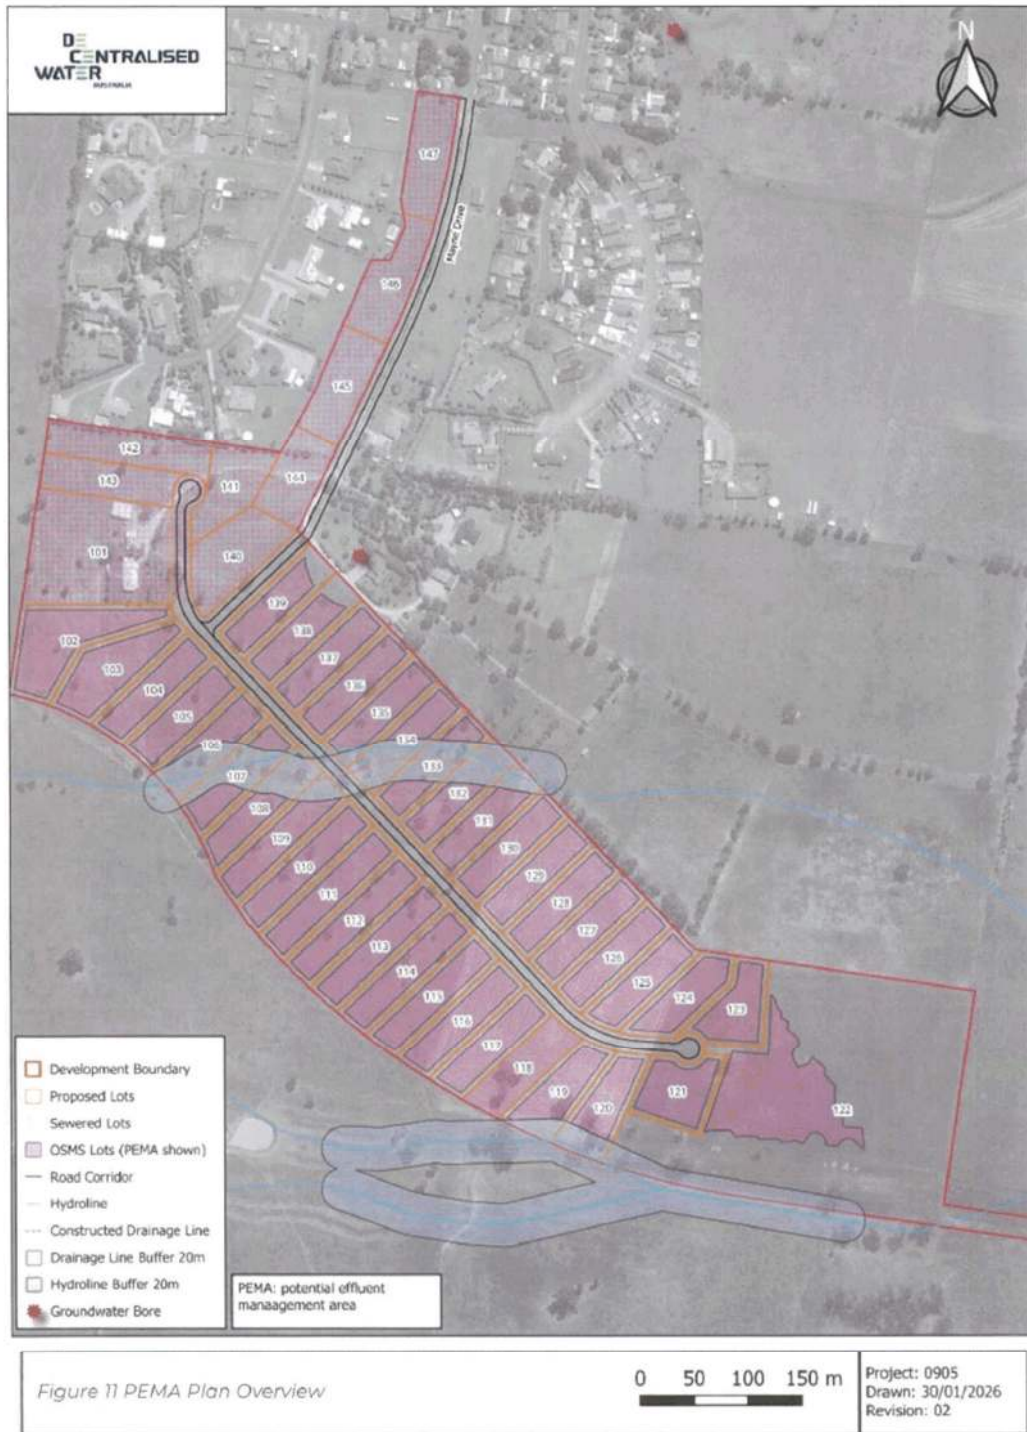 DE
CENTRALISED
WATER
AUSTRALIA
N
147
146
145
144
142
143
141
101
140
139
102
138
103
137
104
136
105
135
106
134
107
133
108
132
109
131
110
130
111
129
112
128
113
127
114
126
115
125
116
124
117
123
118
119
121
120
122
Development Boundary
Proposed Lots
Sewered Lots
OSMS Lots (PEMA shown)
Road Corridor
Hydroline
Constructed Drainage Line
Drainage Line Buffer 20m
Hydroline Buffer 20m
Groundwater Bore
PEMA: potential effluent
manaagement area
Figure 11 PEMA Plan Overview
0 50 100 150 m
Project: 0905
Drawn: 30/01/2026
Revision: 02